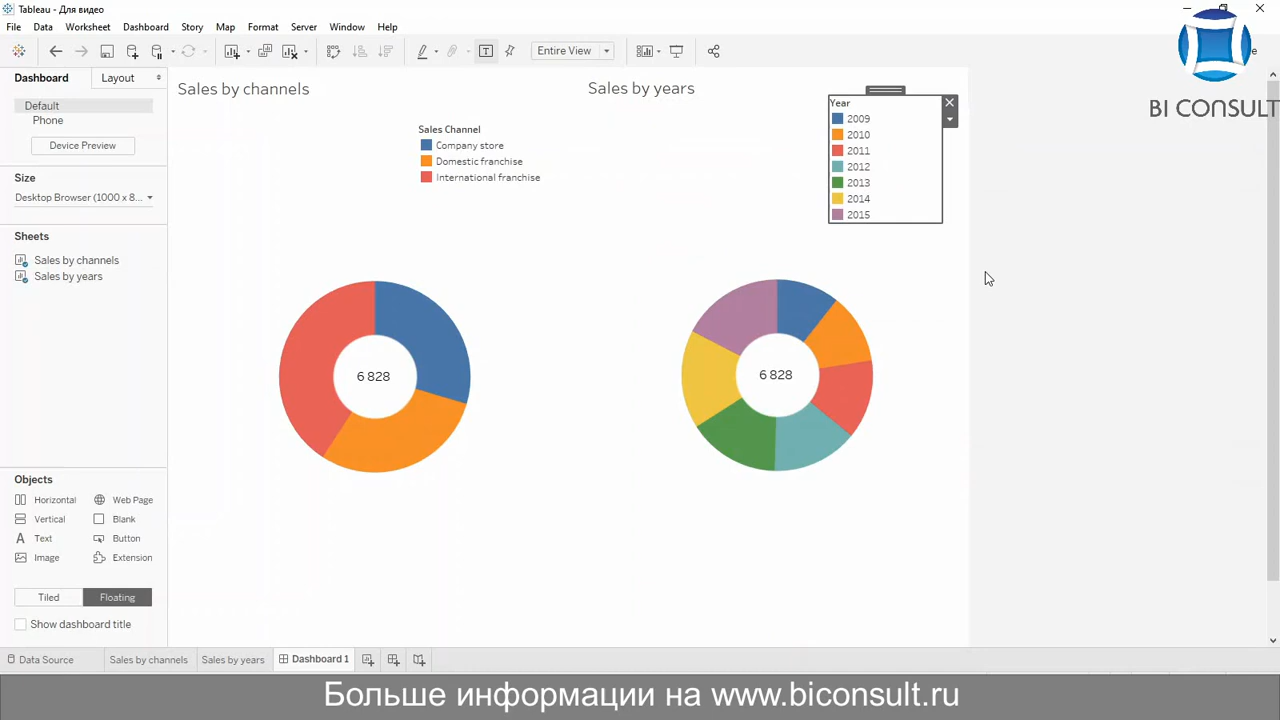 Tableau - Для видео
File Data Worksheet Dashboard Story Map Format Server Window Help
Entire View
BI CONSULT
Dashboard Layout
Default
Phone
Device Preview
Size
Desktop Browser (1000 x 8...
Sheets
Sales by channels
Sales by years
Objects
Horizontal Web Page
Vertical Blank
Text Button
Image Extension
Tiled Floating
Show dashboard title
Sales by channels
Sales Channel
Company store
Domestic franchise
International franchise
6 828
Sales by years
Year
2009
2010
2011
2012
2013
2014
2015
6 828
Data Source Sales by channels Sales by years Dashboard 1
Больше информации на www.biconsult.ru